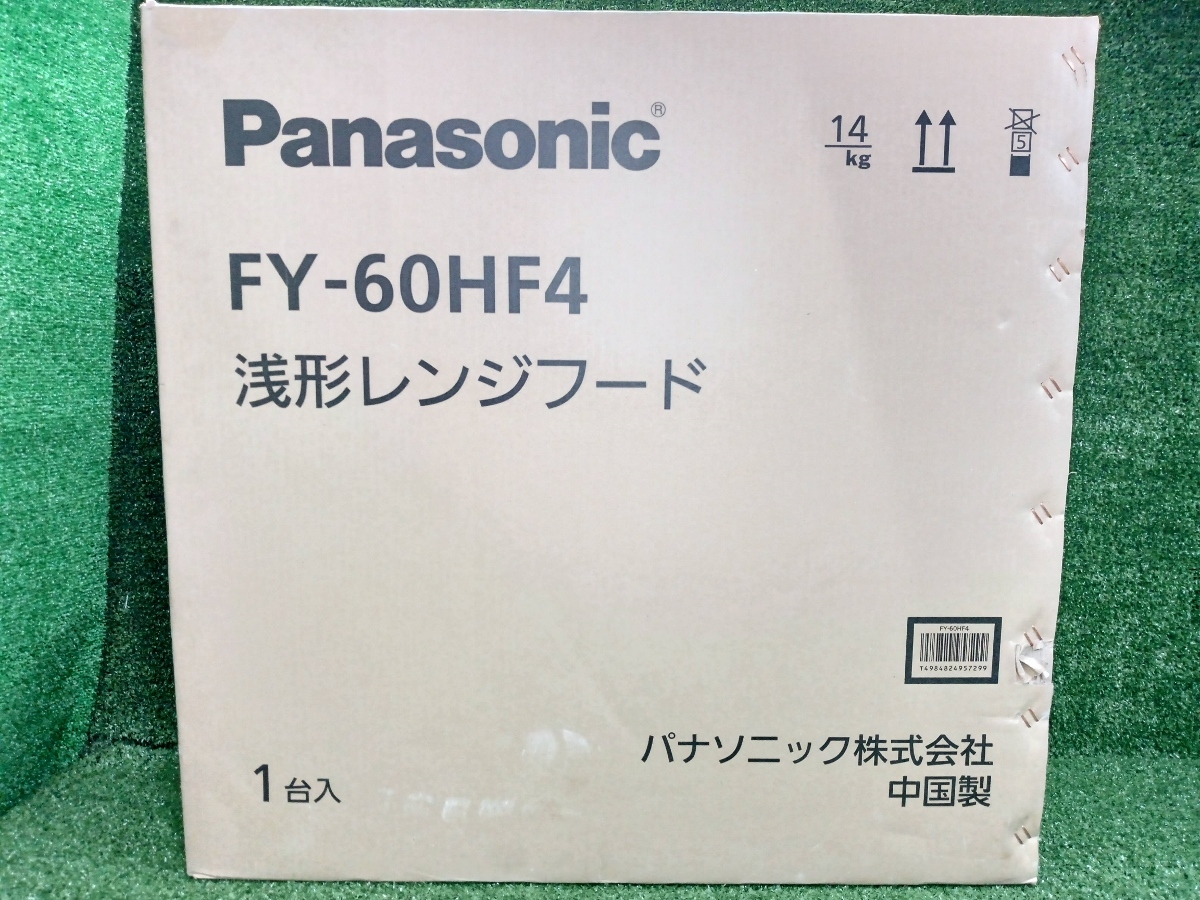 Panasonic®
14
kg
5
FY-60HF4
浅形レンジフード
FY-60HF4
T4984824957299
パナソニック株式会社
中国製
1台入